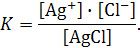 K = [Ag⁺]·[Cl⁻] / [AgCl].